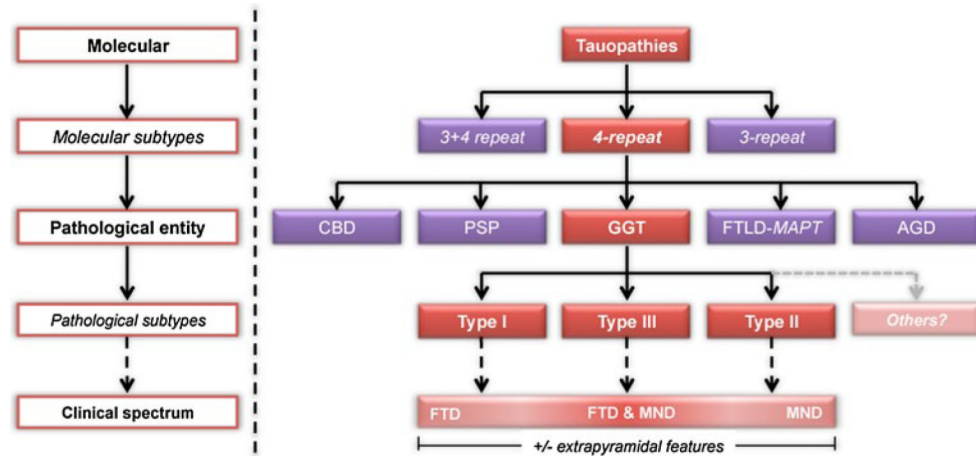 Molecular
Tauopathies
Molecular subtypes
3+4 repeat
4-repeat
3-repeat
Pathological entity
CBD
PSP
GGT
FTLD-MAPT
AGD
Pathological subtypes
Type I
Type III
Type II
Others?
Clinical spectrum
FTD
FTD & MND
MND
+/- extrapyramidal features